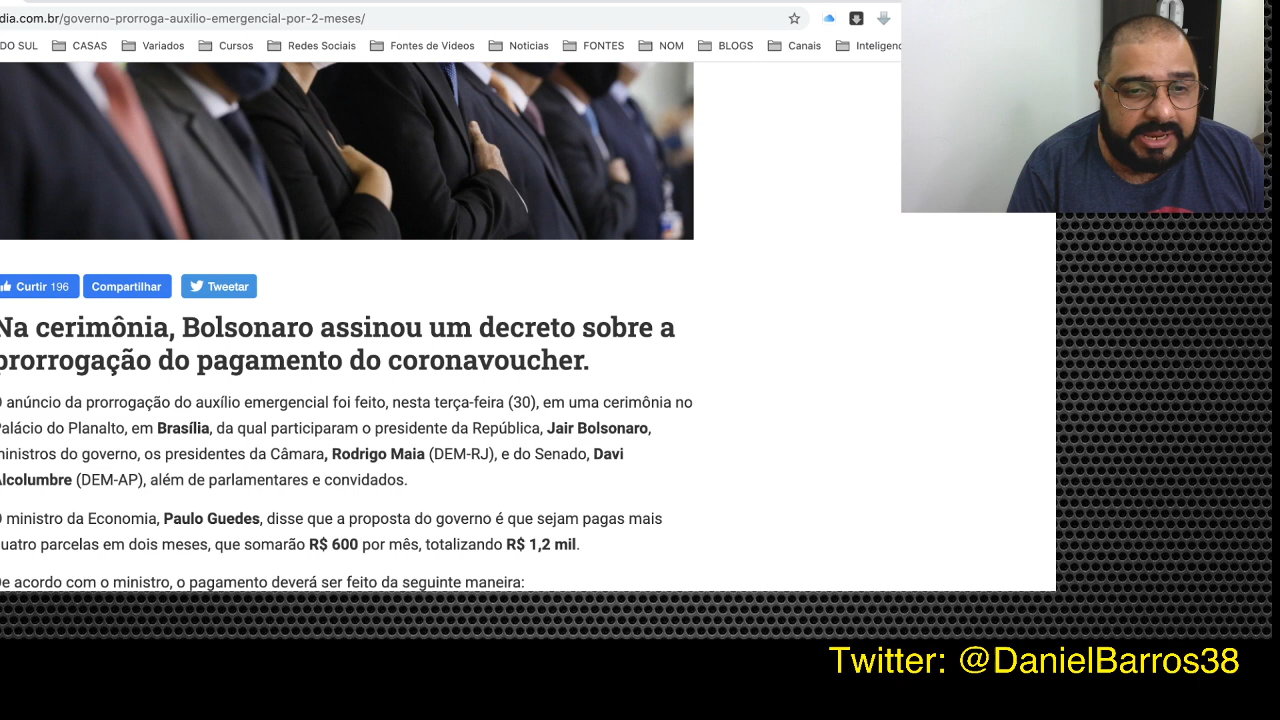 dia.com.br/governo-prorroga-auxilio-emergencial-por-2-meses/
DO SUL CASAS Variados Cursos Redes Sociais Fontes de Videos Noticias FONTES NOM BLOGS Canais Inteligenc
Curtir 196 Compartilhar Tweetar
Na cerimônia, Bolsonaro assinou um decreto sobre a
prorrogação do pagamento do coronavoucher.
O anúncio da prorrogação do auxílio emergencial foi feito, nesta terça-feira (30), em uma cerimônia no
Palácio do Planalto, em Brasília, da qual participaram o presidente da República, Jair Bolsonaro,
ministros do governo, os presidentes da Câmara, Rodrigo Maia (DEM-RJ), e do Senado, Davi
Alcolumbre (DEM-AP), além de parlamentares e convidados.
O ministro da Economia, Paulo Guedes, disse que a proposta do governo é que sejam pagas mais
quatro parcelas em dois meses, que somarão R$ 600 por mês, totalizando R$ 1,2 mil.
De acordo com o ministro, o pagamento deverá ser feito da seguinte maneira:
Twitter: @DanielBarros38